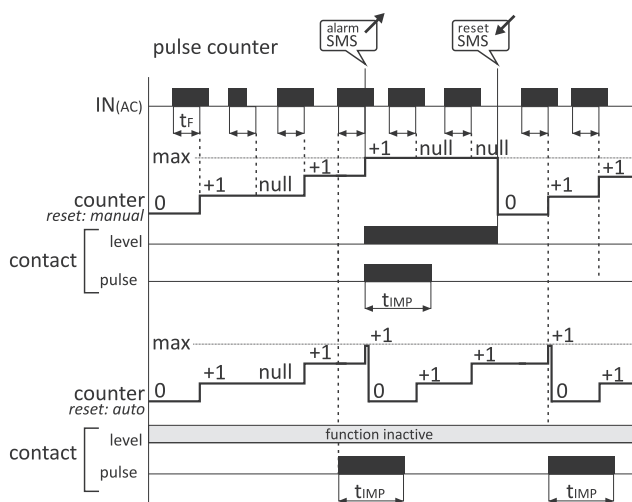 alarm
SMS
reset
SMS
pulse counter
IN(AC)
tF
max
+1
null
+1
+1
null
null
0
+1
+1
0
counter
reset: manual
level
contact
pulse
tIMP
max
+1
null
+1
+1
0
+1
+1
+1
0
+1
counter
reset: auto
level
function inactive
contact
pulse
tIMP
tIMP